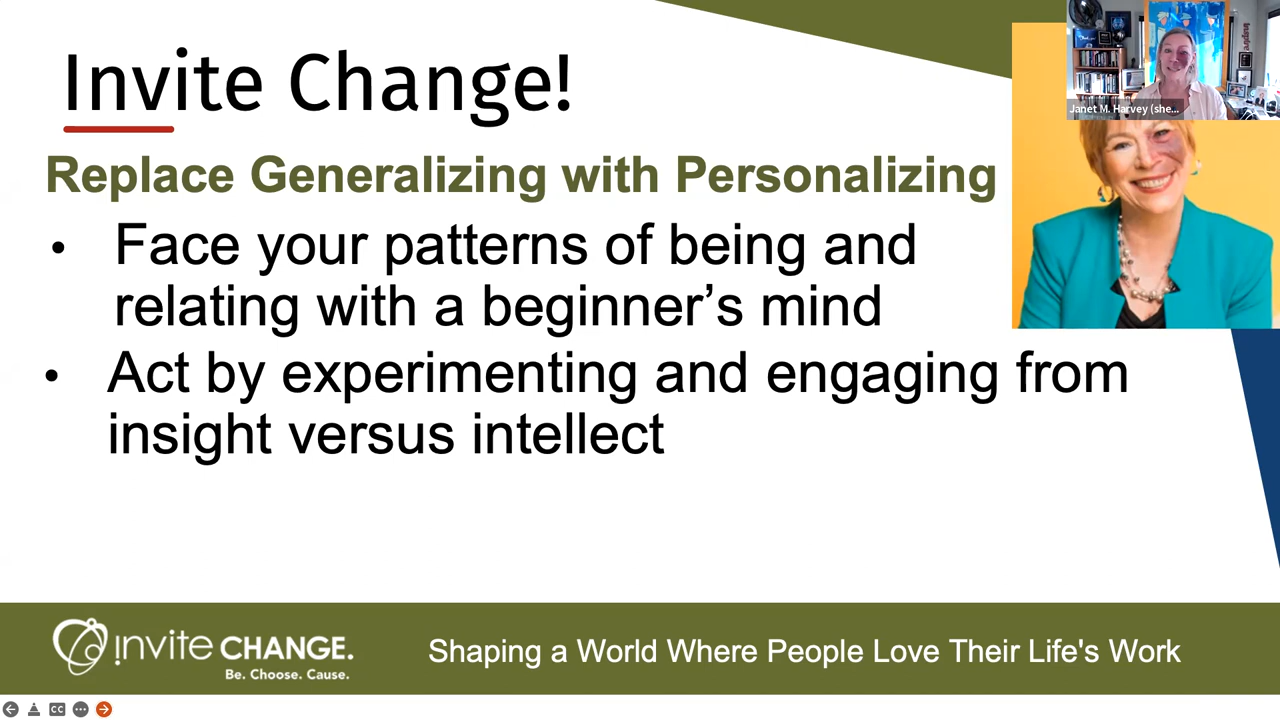 Invite Change!
Janet M. Harvey (she...
Replace Generalizing with Personalizing
• Face your patterns of being and
relating with a beginner’s mind
• Act by experimenting and engaging from
insight versus intellect
invite CHANGE.
Be. Choose. Cause.
Shaping a World Where People Love Their Life's Work
CC